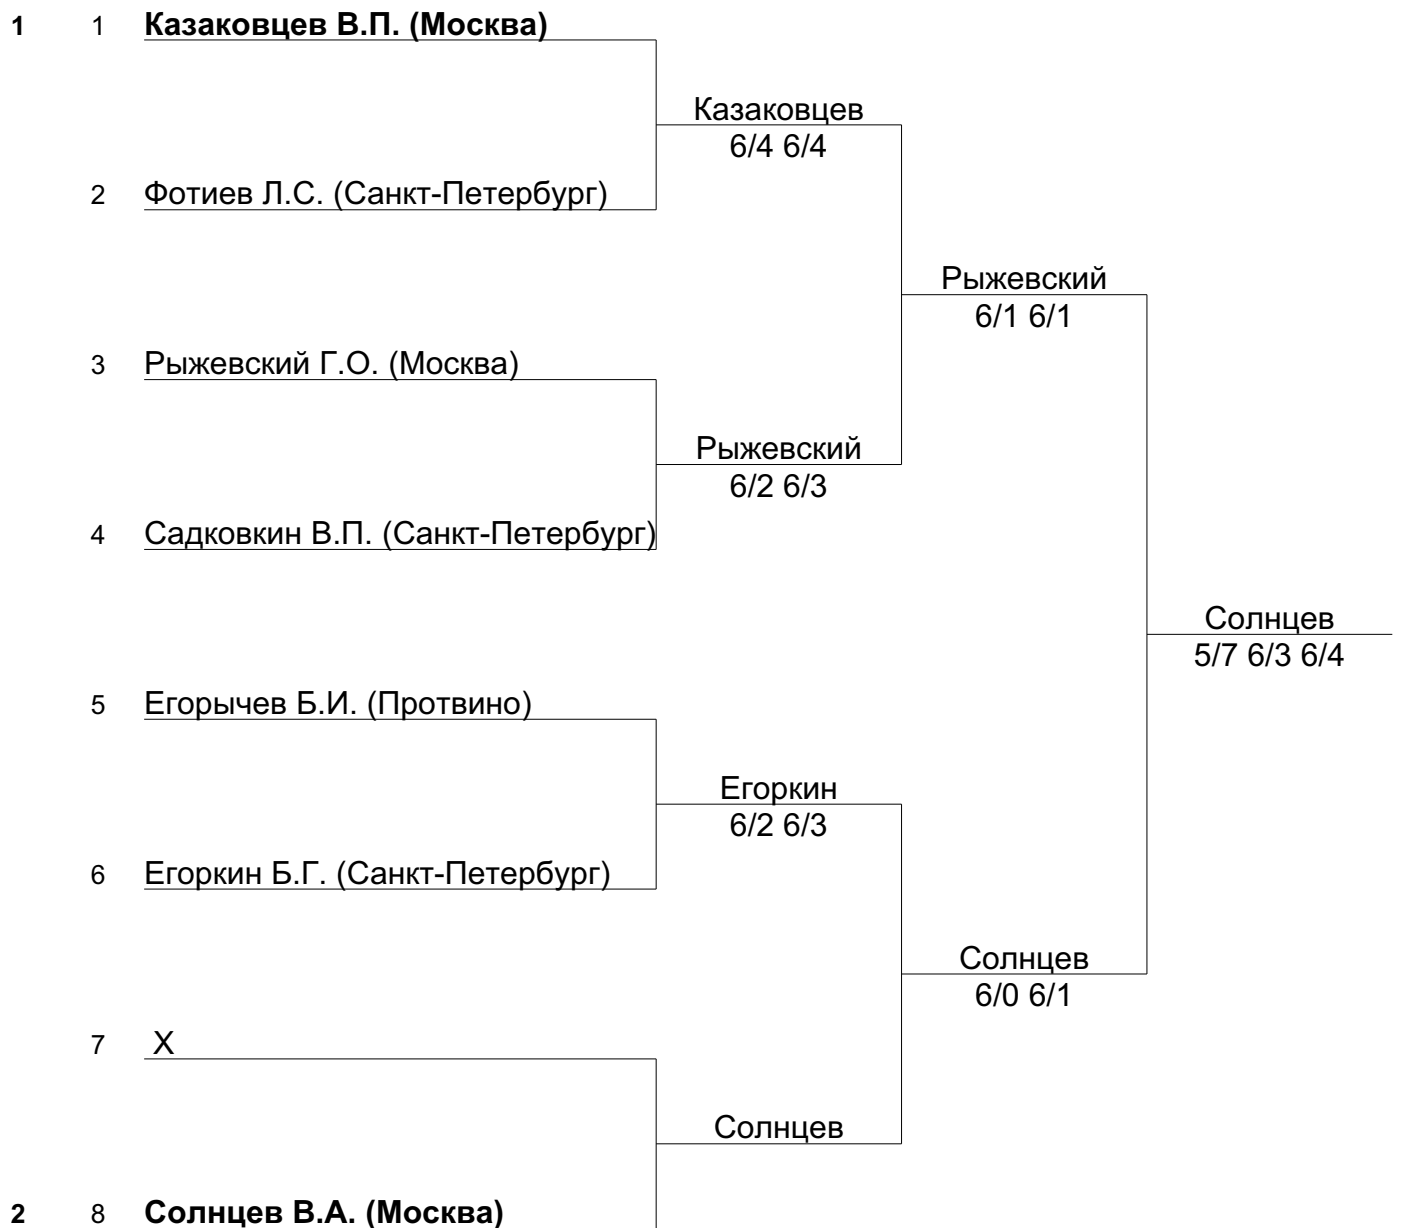 1 1 Казаковцев В.П. (Москва)
Казаковцев
6/4 6/4
2 Фотиев Л.С. (Санкт-Петербург)
Рыжевский
6/1 6/1
3 Рыжевский Г.О. (Москва)
Рыжевский
6/2 6/3
4 Садковкин В.П. (Санкт-Петербург)
Солнцев
5/7 6/3 6/4
5 Егорычев Б.И. (Протвино)
Егоркин
6/2 6/3
6 Егоркин Б.Г. (Санкт-Петербург)
Солнцев
6/0 6/1
7 Х
Солнцев
2 8 Солнцев В.А. (Москва)